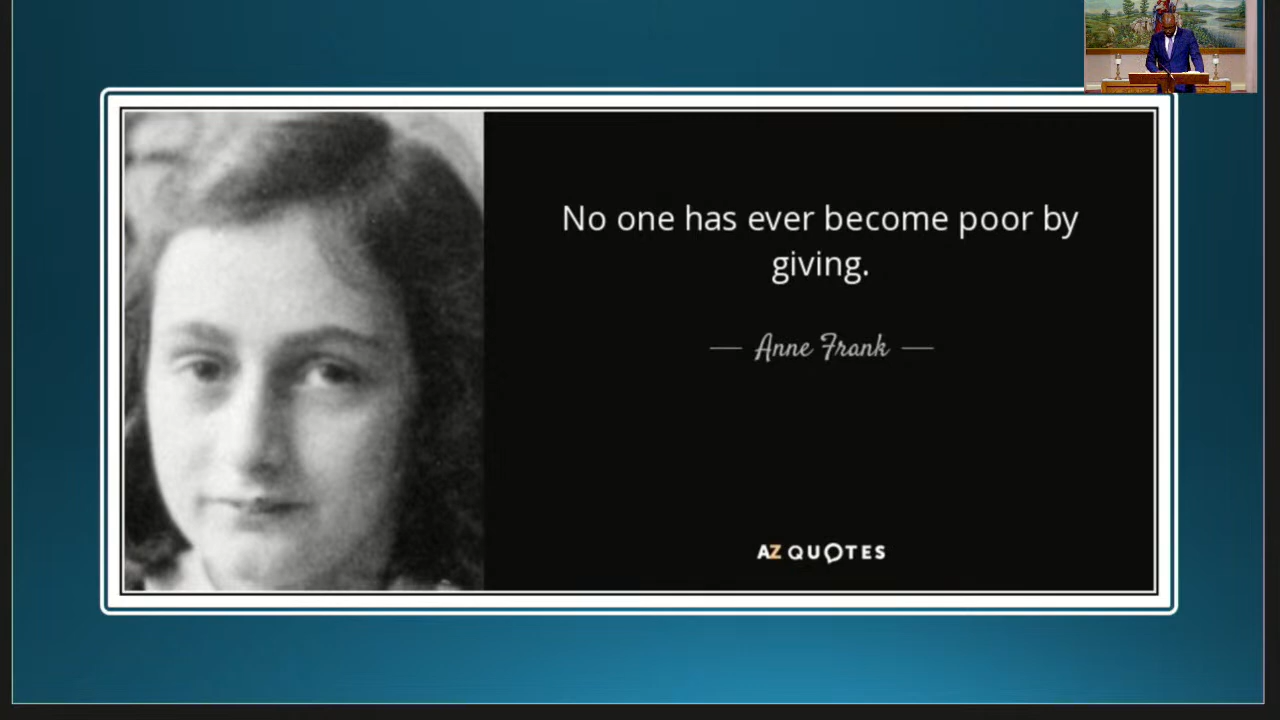 No one has ever become poor by
giving.
— Anne Frank —
AZ QUOTES